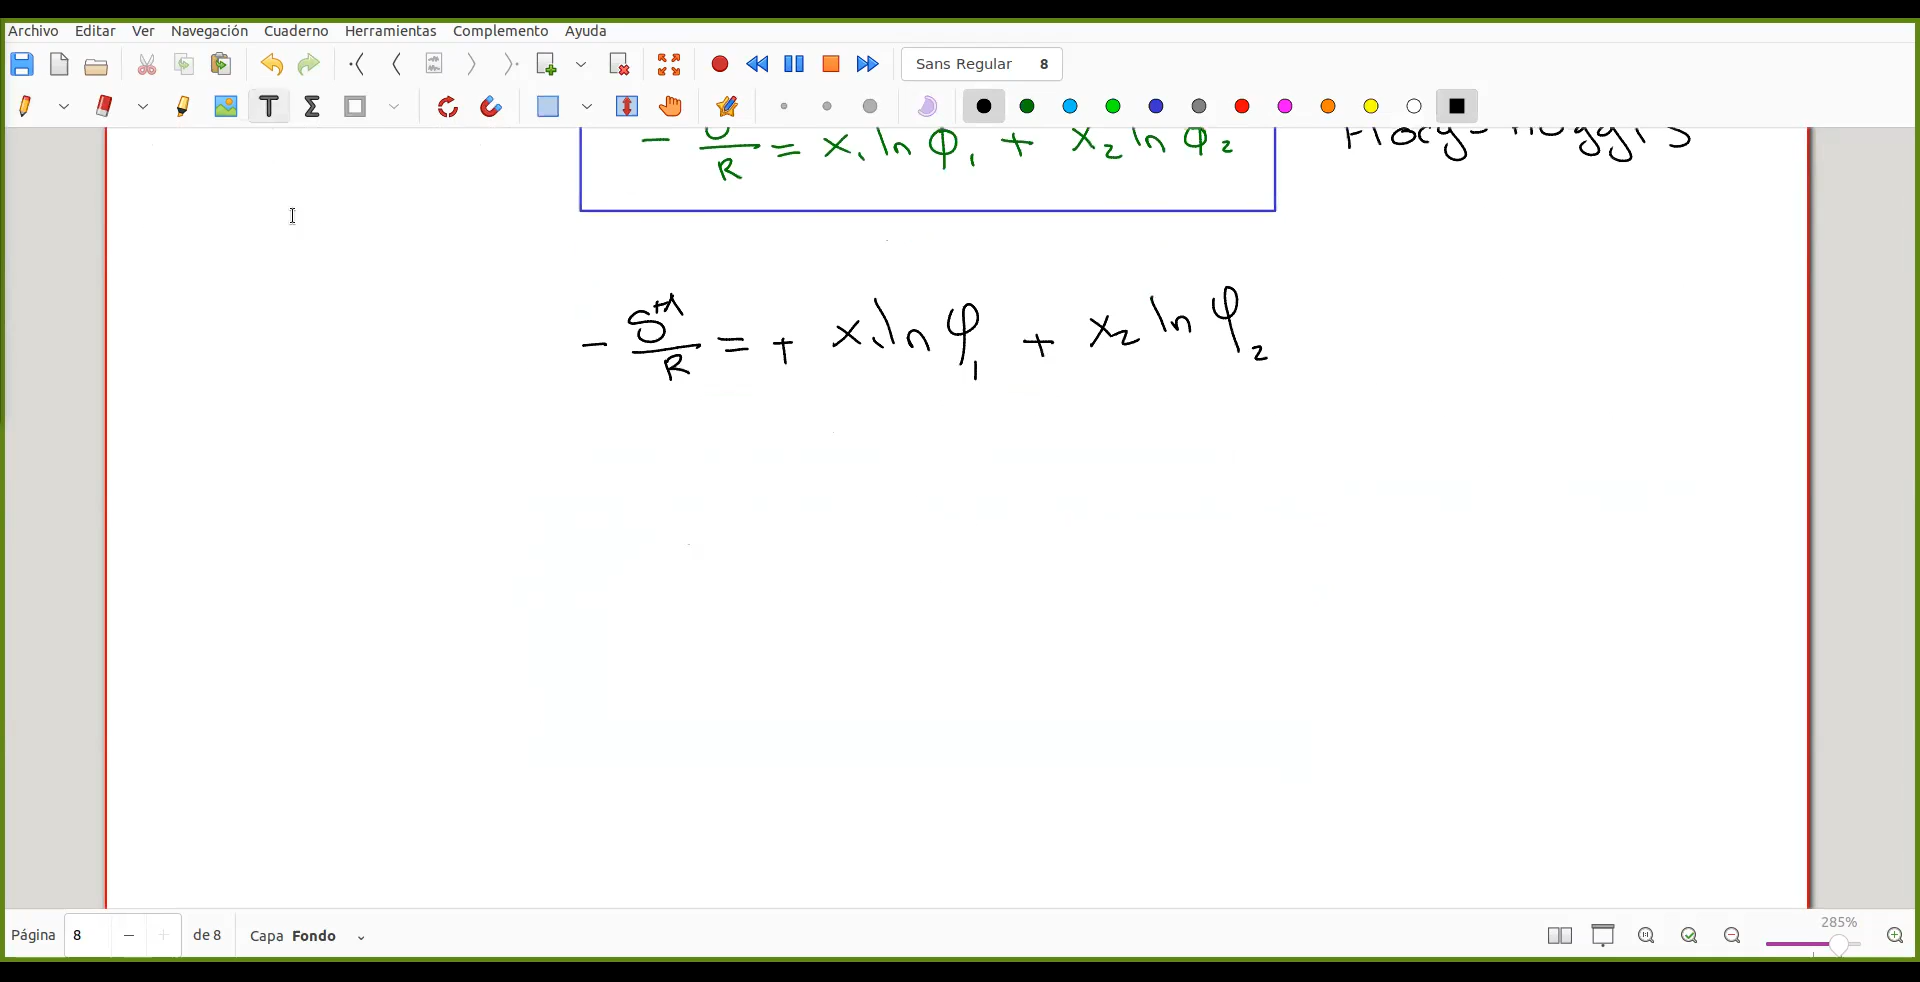 Archivo Editar Ver Navegación Cuaderno Herramientas Complemento Ayuda
Sans Regular 8
T Σ
- /R = x₁ ln Φ₁ + x₂ ln Φ₂
- S^M/R = + x₁ ln φ₁ + x₂ ln φ₂
Página 8 de 8 Capa Fondo 285%